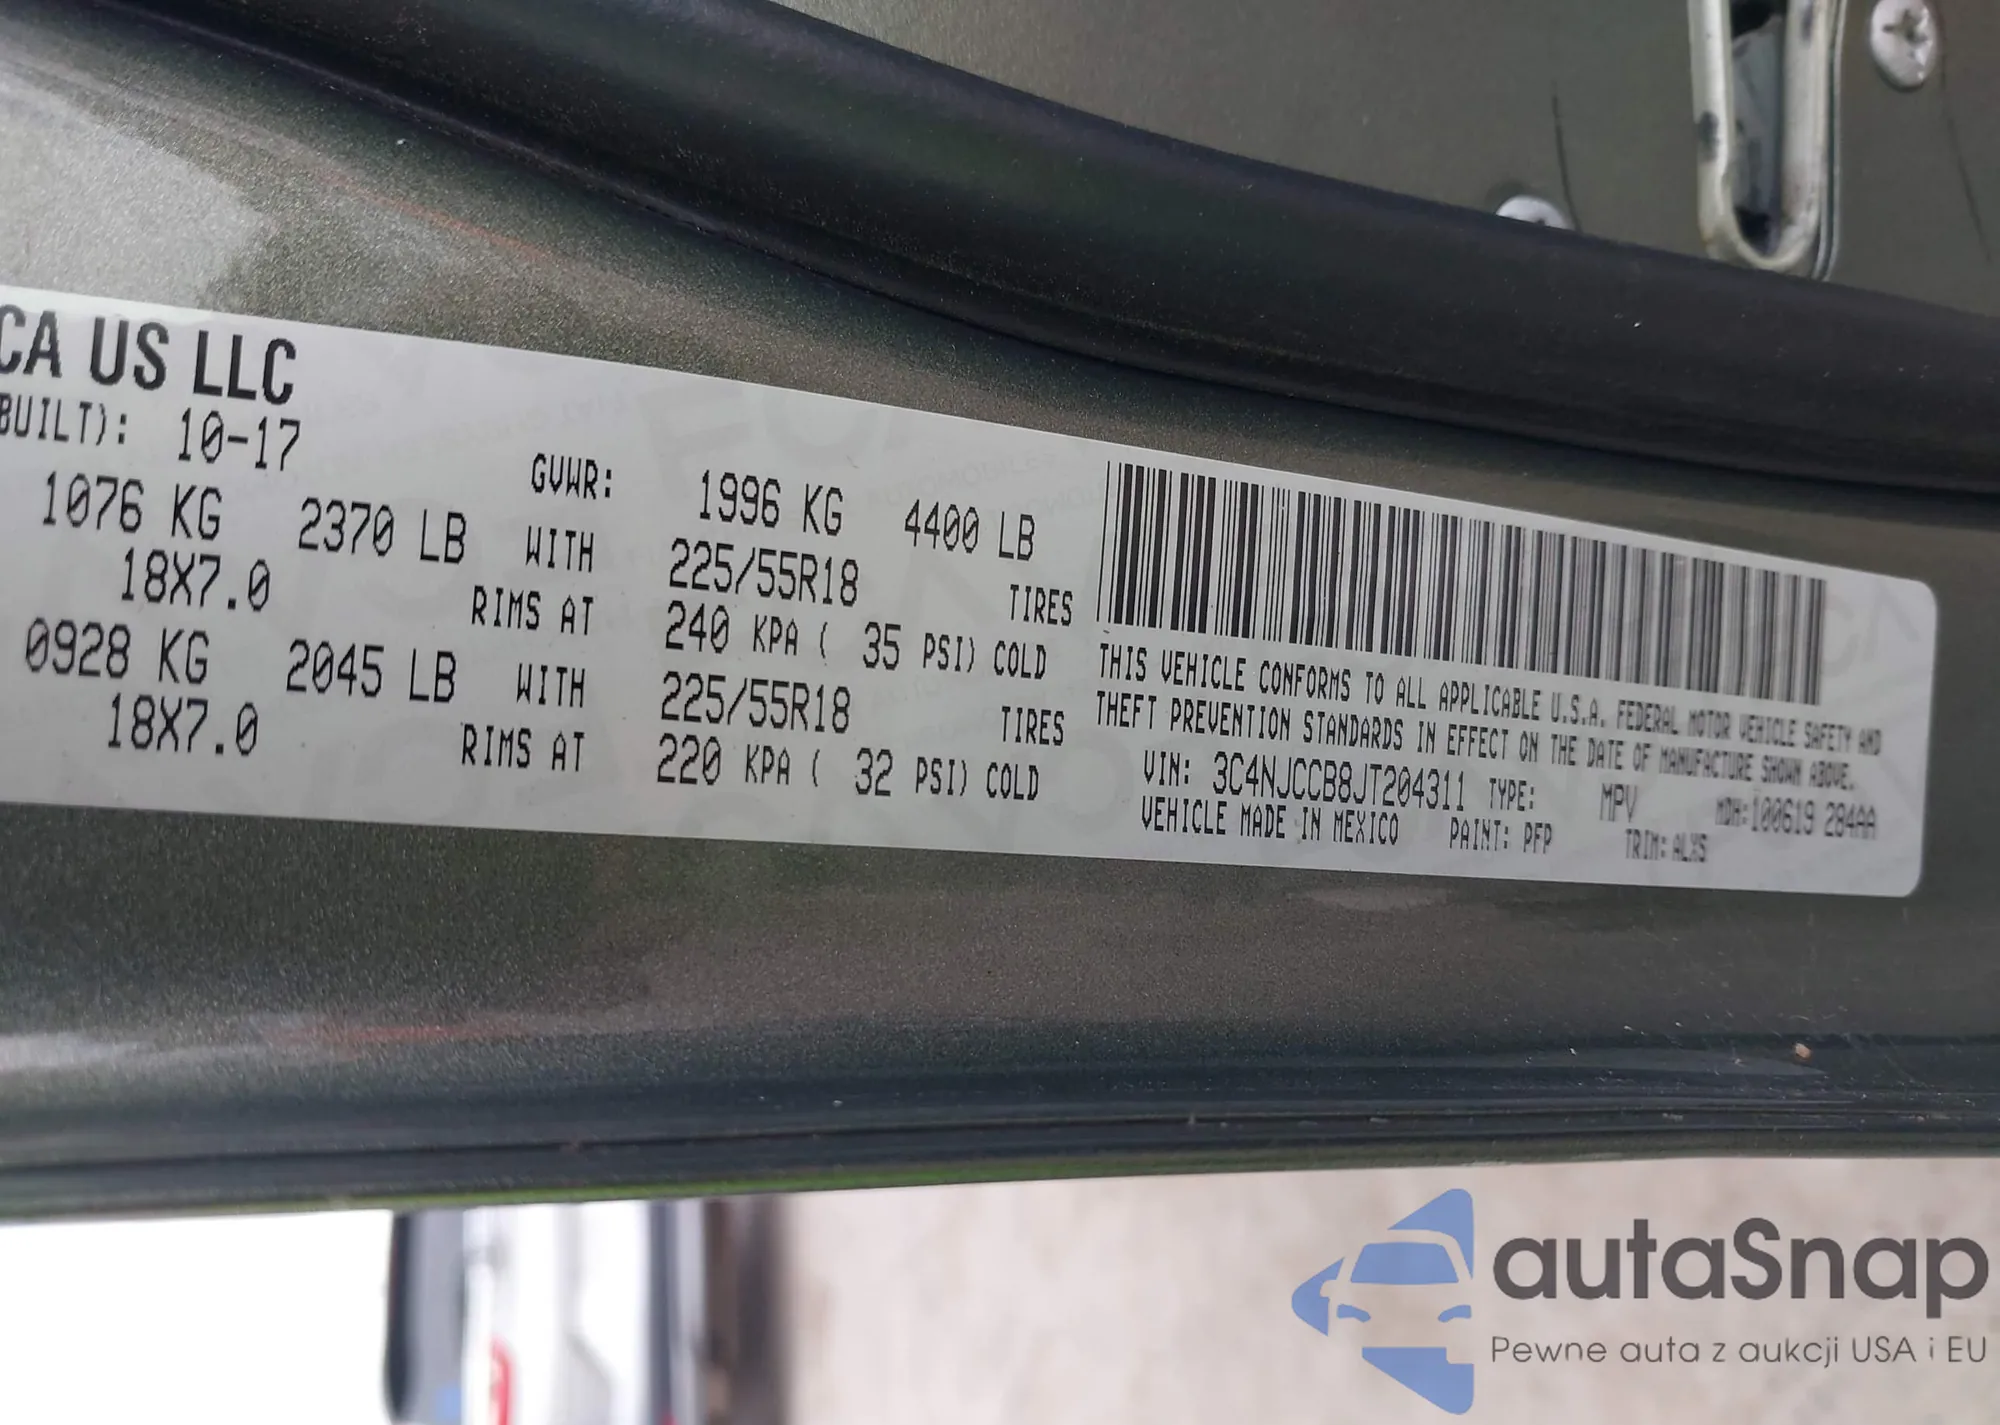 CA US LLC
BUILT): 10-17
GVWR: 1996 KG 4400 LB
1076 KG 2370 LB WITH 225/55R18 TIRES
18X7.0 RIMS AT 240 KPA ( 35 PSI) COLD
0928 KG 2045 LB WITH 225/55R18 TIRES
18X7.0 RIMS AT 220 KPA ( 32 PSI) COLD
THIS VEHICLE CONFORMS TO ALL APPLICABLE U.S.A. FEDERAL MOTOR VEHICLE SAFETY AND
THEFT PREVENTION STANDARDS IN EFFECT ON THE DATE OF MANUFACTURE SHOWN ABOVE.
VIN: 3C4NJCCB8JT204311 TYPE: MPV MDH:100619 284AA
VEHICLE MADE IN MEXICO PAINT: PFP TRIM: ALXS
autaSnap
Pewne auta z aukcji USA i EU